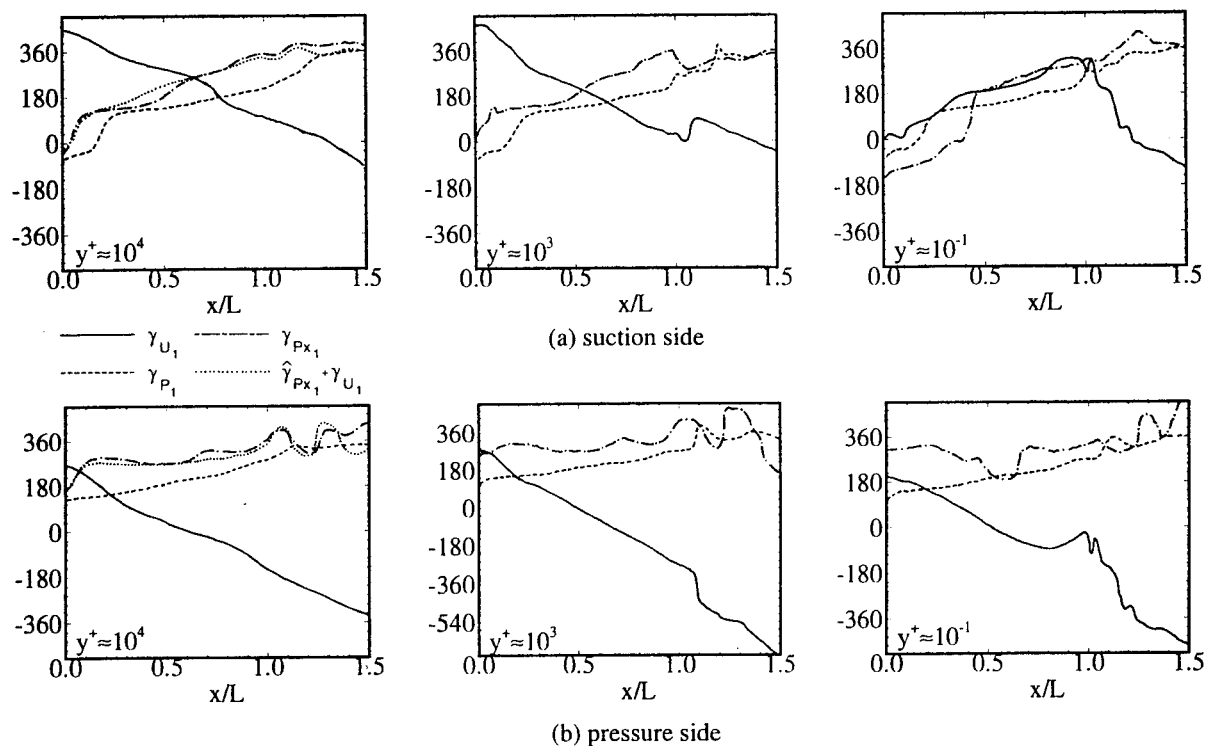 360
180
0
-180
-360
y⁺≈10⁴
0.0 0.5 1.0 1.5
x/L
360
180
0
-180
-360
y⁺≈10³
0.0 0.5 1.0 1.5
x/L
360
180
0
-180
-360
y⁺≈10⁻¹
0.0 0.5 1.0 1.5
x/L
(a) suction side
γU₁
γPx₁
γP₁
γ̂Px₁+γU₁
360
180
0
-180
-360
y⁺≈10⁴
0.0 0.5 1.0 1.5
x/L
360
180
0
-180
-360
-540
y⁺≈10³
0.0 0.5 1.0 1.5
x/L
360
180
0
-180
-360
y⁺≈10⁻¹
0.0 0.5 1.0 1.5
x/L
(b) pressure side